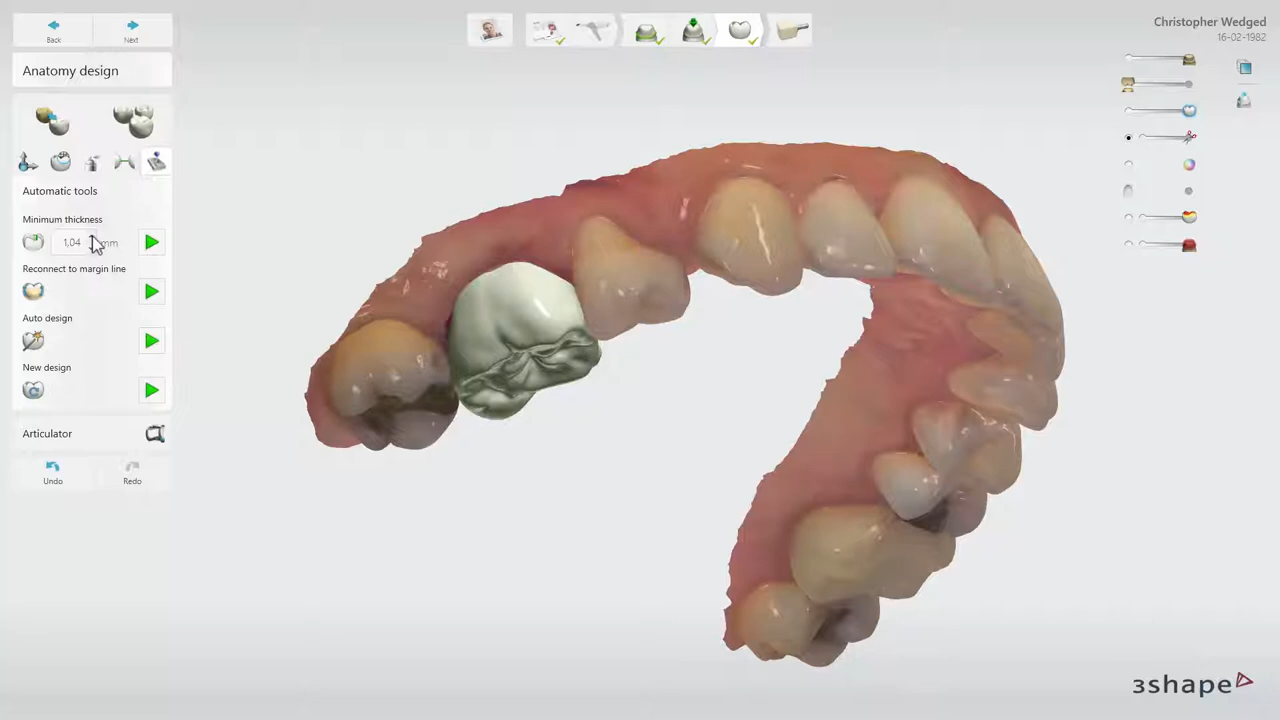 Back
Next
Christopher Wedged
16-02-1982
Anatomy design
Automatic tools
Minimum thickness
1,04 mm
Reconnect to margin line
Auto design
New design
Articulator
Undo
Redo
3shape